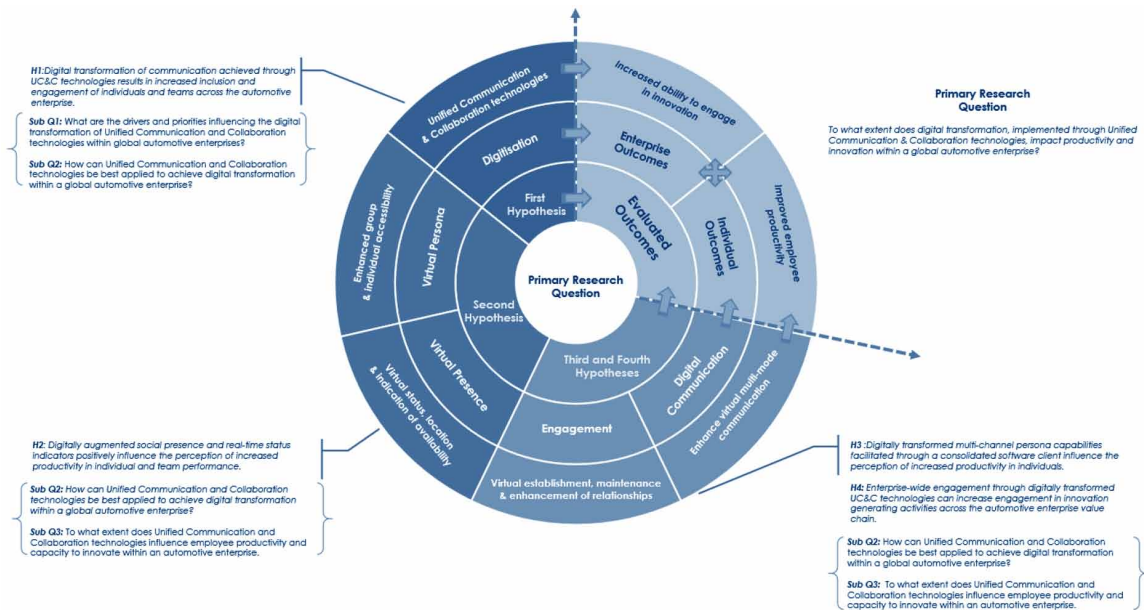 H1:Digital transformation of communication achieved through
UC&C technologies results in increased inclusion and
engagement of individuals and teams across the automotive
enterprise.
Sub Q1: What are the drivers and priorities influencing the digital
transformation of Unified Communication and Collaboration
technologies within global automotive enterprises?
Sub Q2: How can Unified Communication and Collaboration
technologies be best applied to achieve digital transformation
within a global automotive enterprise?
Primary Research
Question
To what extent does digital transformation, implemented through Unified
Communication & Collaboration technologies, impact productivity and
innovation within a global automotive enterprise?
Unified Communication
& Collaboration technologies
Digitisation
First
Hypothesis
Increased ability to engage
in innovation
Enterprise
Outcomes
Evaluated
Outcomes
Individual
Outcomes
Improved employee
productivity
Enhanced group
& individual accessibility
Virtual Persona
Second
Hypothesis
Primary Research
Question
Virtual Presence
Virtual status, location
& indication of availability
Third and Fourth
Hypotheses
Digital
Communication
Enhance virtual multi-mode
communication
Engagement
Virtual establishment, maintenance
& enhancement of relationships
H2: Digitally augmented social presence and real-time status
indicators positively influence the perception of increased
productivity in individual and team performance.
Sub Q2: How can Unified Communication and Collaboration
technologies be best applied to achieve digital transformation
within a global automotive enterprise?
Sub Q3: To what extent does Unified Communication and
Collaboration technologies influence employee productivity and
capacity to innovate within an automotive enterprise.
H3 :Digitally transformed multi-channel persona capabilities
facilitated through a consolidated software client influence the
perception of increased productivity in individuals.
H4: Enterprise-wide engagement through digitally transformed
UC&C technologies can increase engagement in innovation
generating activities across the automotive enterprise value
chain.
Sub Q2: How can Unified Communication and Collaboration
technologies be best applied to achieve digital transformation
within a global automotive enterprise?
Sub Q3: To what extent does Unified Communication and
Collaboration technologies influence employee productivity and
capacity to innovate within an automotive enterprise.